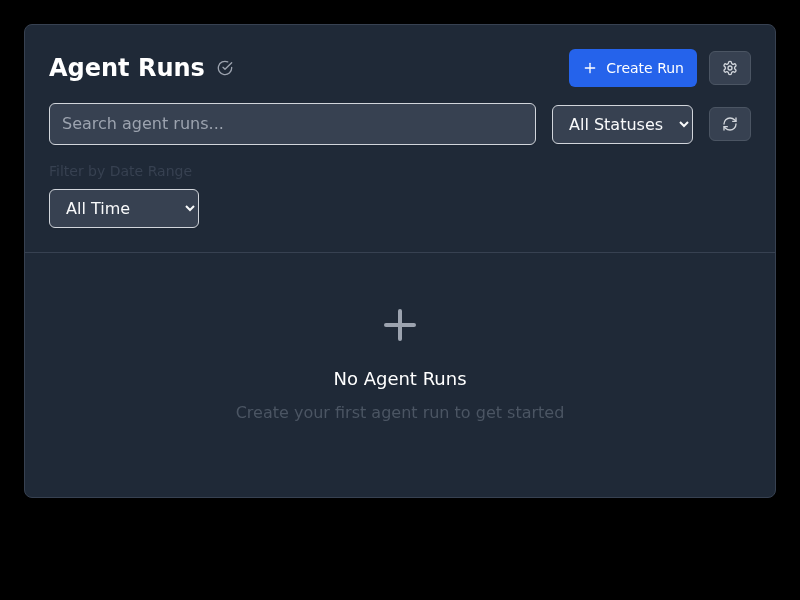 Agent Runs
Create Run
Search agent runs...
All Statuses
Filter by Date Range
All Time
No Agent Runs
Create your first agent run to get started